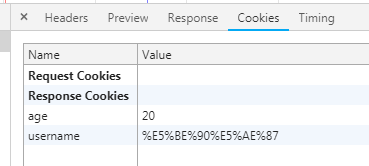 × Headers Preview Response Cookies Timing
Name Value
Request Cookies
Response Cookies
age 20
username %E5%BE%90%E5%AE%87